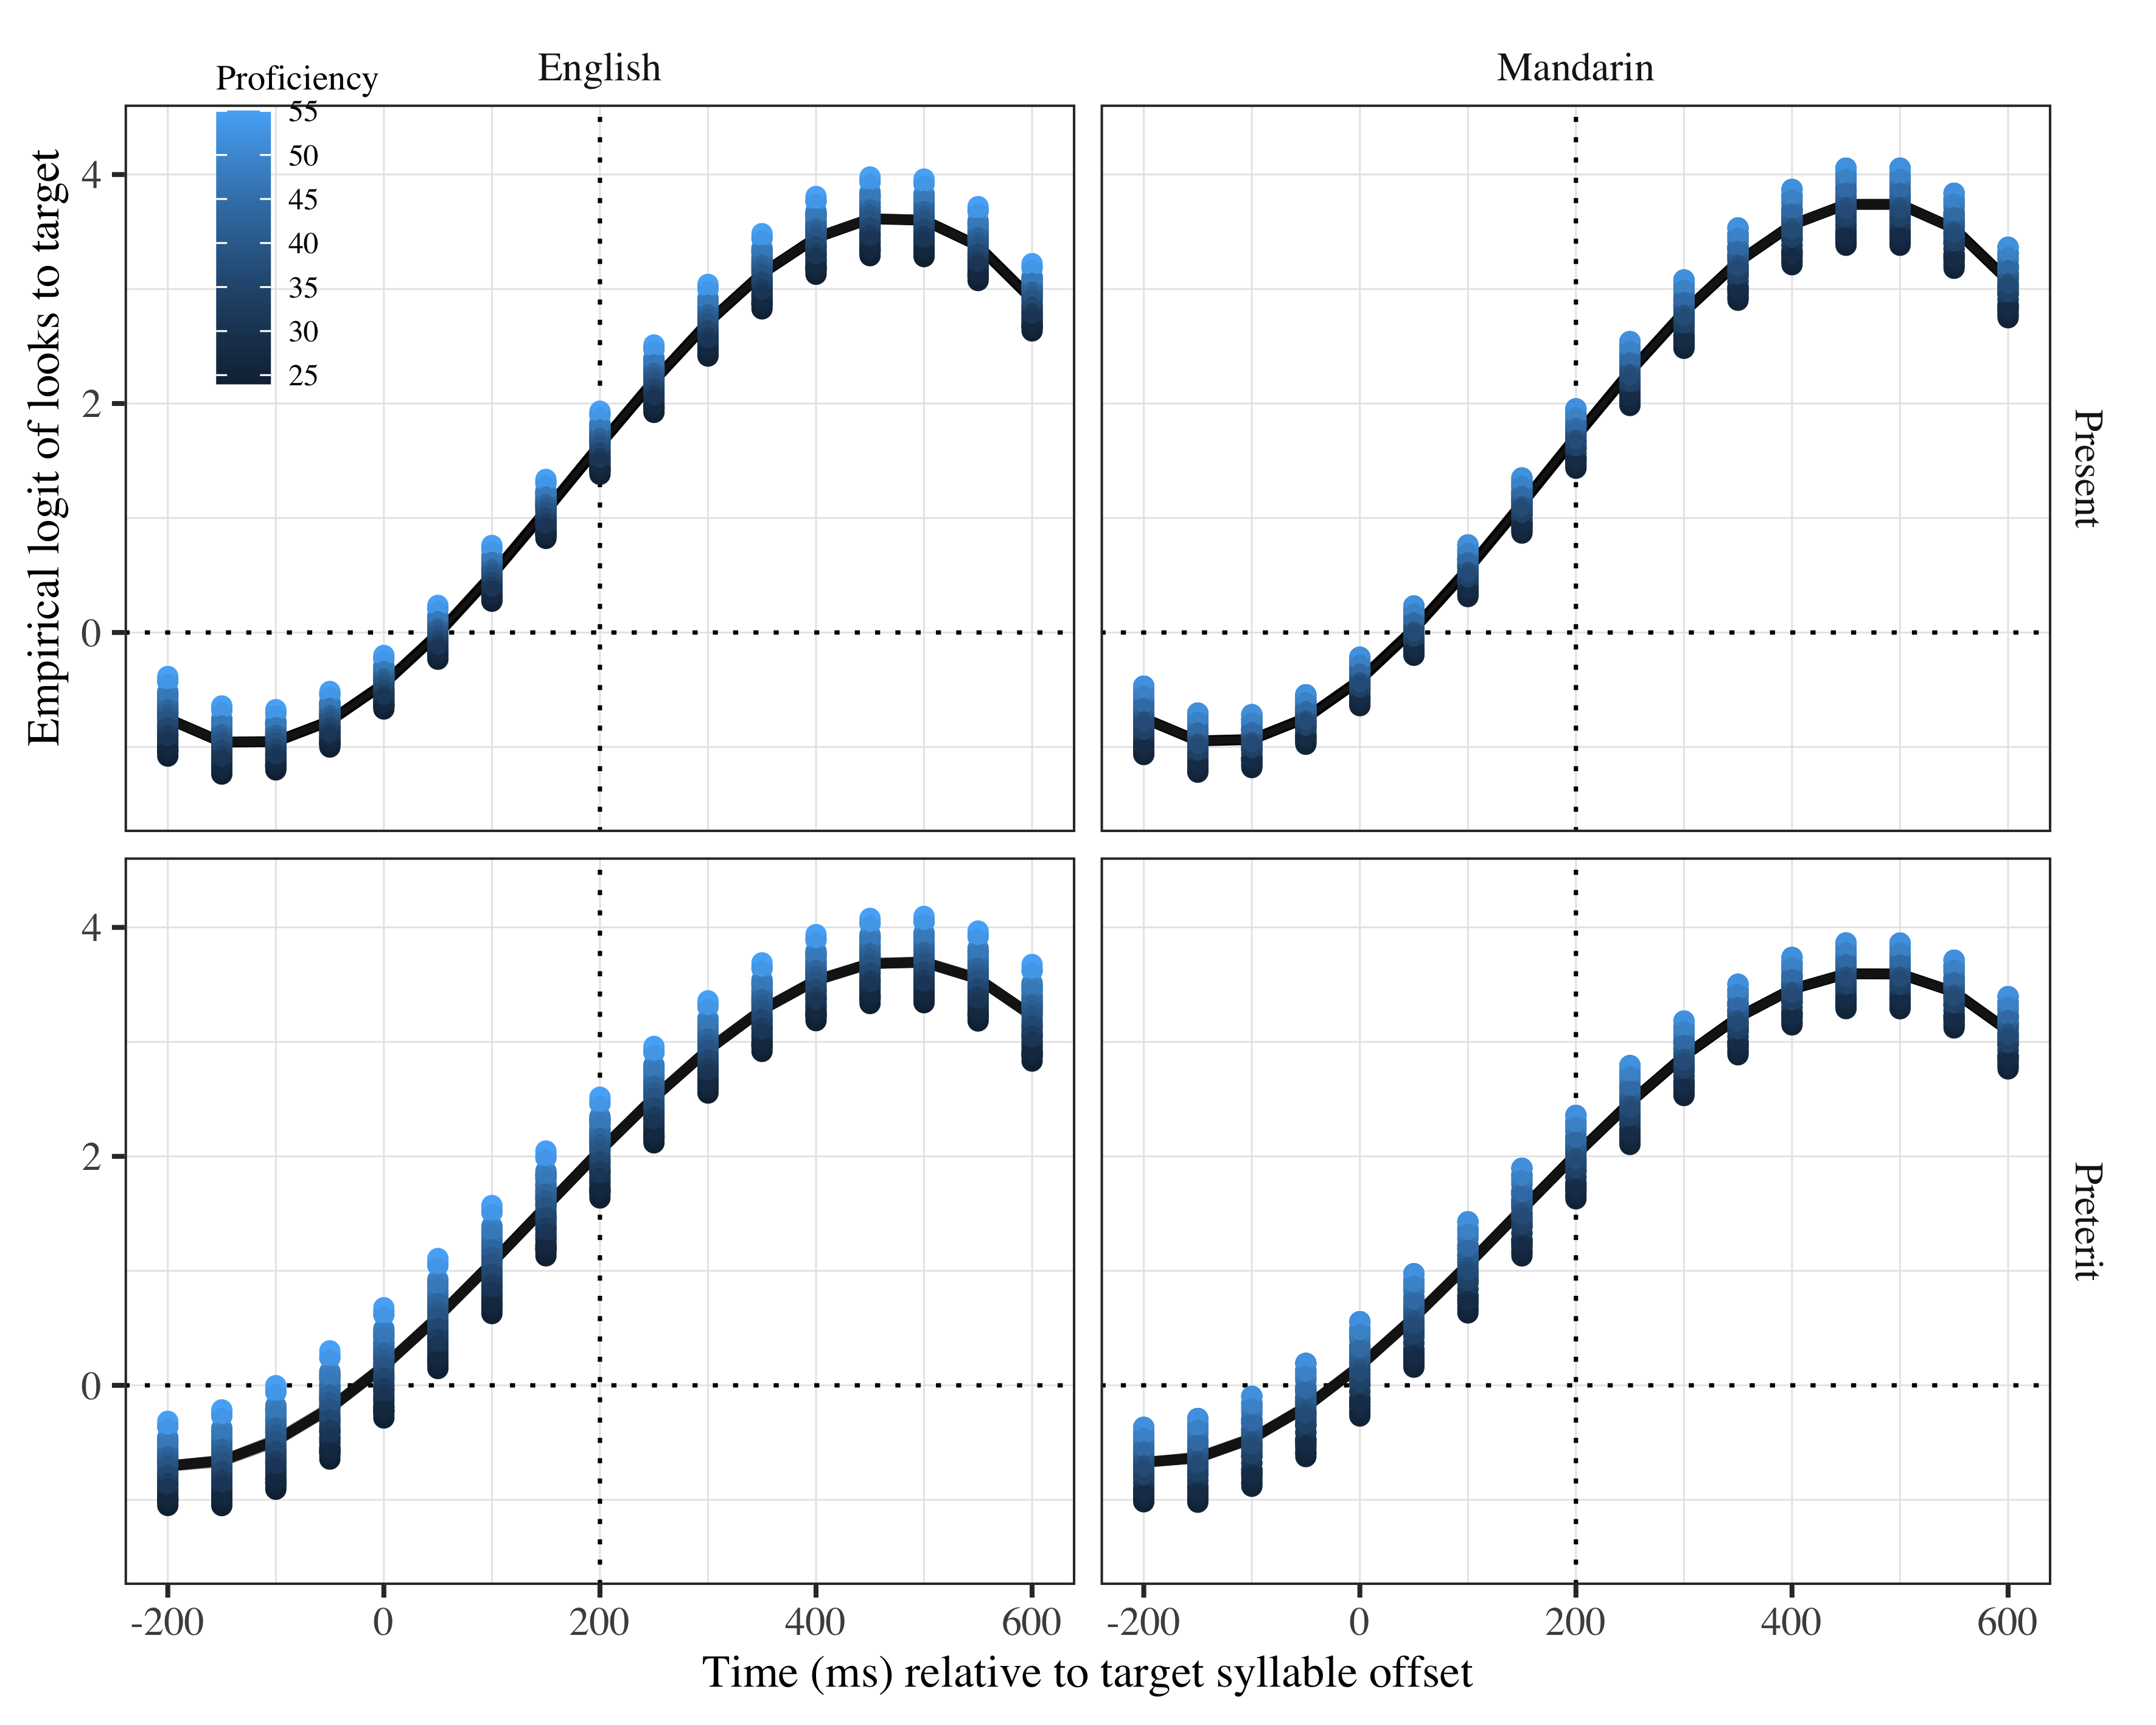 English
Mandarin
Proficiency
55
50
45
40
35
30
25
Empirical logit of looks to target
4
2
0
Present
4
2
0
Preterit
-200 0 200 400 600
-200 0 200 400 600
Time (ms) relative to target syllable offset